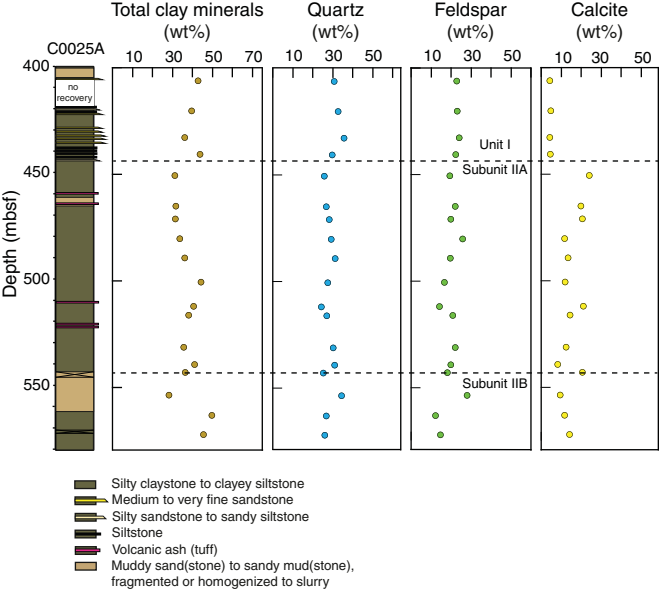 Total clay minerals Quartz Feldspar Calcite
(wt%) (wt%) (wt%) (wt%)
C0025A
10 30 50 70 10 30 50 10 30 50 10 30 50
400
no
recovery
Unit I
450
Subunit IIA
Depth (mbsf)
500
550
Subunit IIB
Silty claystone to clayey siltstone
Medium to very fine sandstone
Silty sandstone to sandy siltstone
Siltstone
Volcanic ash (tuff)
Muddy sand(stone) to sandy mud(stone),
fragmented or homogenized to slurry